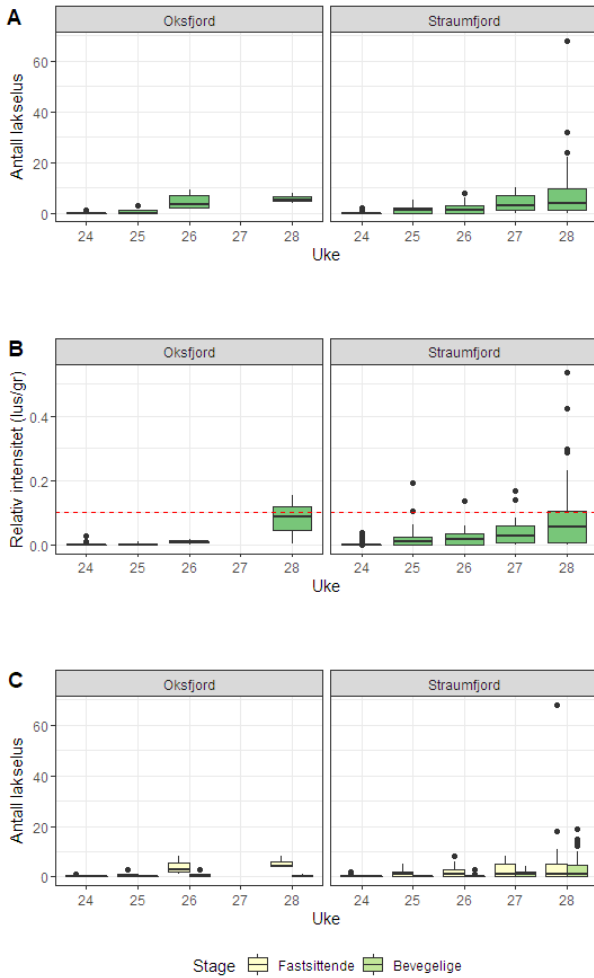 A
Oksfjord Straumfjord
Antall lakselus
60
40
20
0
24 25 26 27 28 24 25 26 27 28
Uke
B
Oksfjord Straumfjord
Relativ intensitet (lus/gr)
0.4
0.2
0.0
24 25 26 27 28 24 25 26 27 28
Uke
C
Oksfjord Straumfjord
Antall lakselus
60
40
20
0
24 25 26 27 28 24 25 26 27 28
Uke
Stage Fastsittende Bevegelige